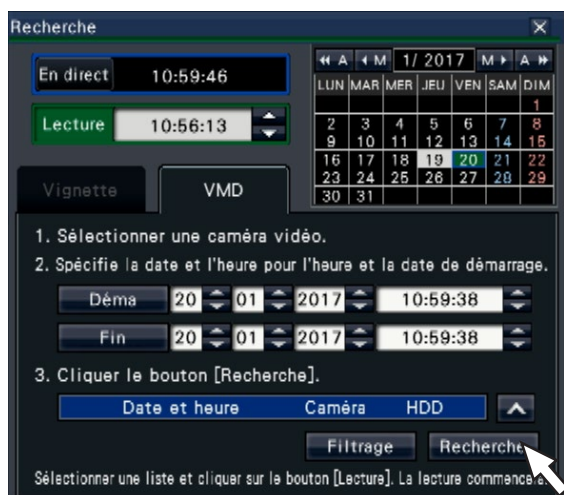 Recherche
En direct 10:59:46
Lecture 10:56:13
A M 1/ 2017 M A
LUN MAR MER JEU VEN SAM DIM
1
2 3 4 5 6 7 8
9 10 11 12 13 14 15
16 17 18 19 20 21 22
23 24 25 26 27 28 29
30 31
Vignette VMD
1. Sélectionner une caméra vidéo.
2. Spécifie la date et l'heure pour l'heure et la date de démarrage.
Déma 20 01 2017 10:59:38
Fin 20 01 2017 10:59:38
3. Cliquer le bouton [Recherche].
Date et heure Caméra HDD
Filtrage Recherche
Sélectionner une liste et cliquer sur le bouton [Lecture]. La lecture commencera.